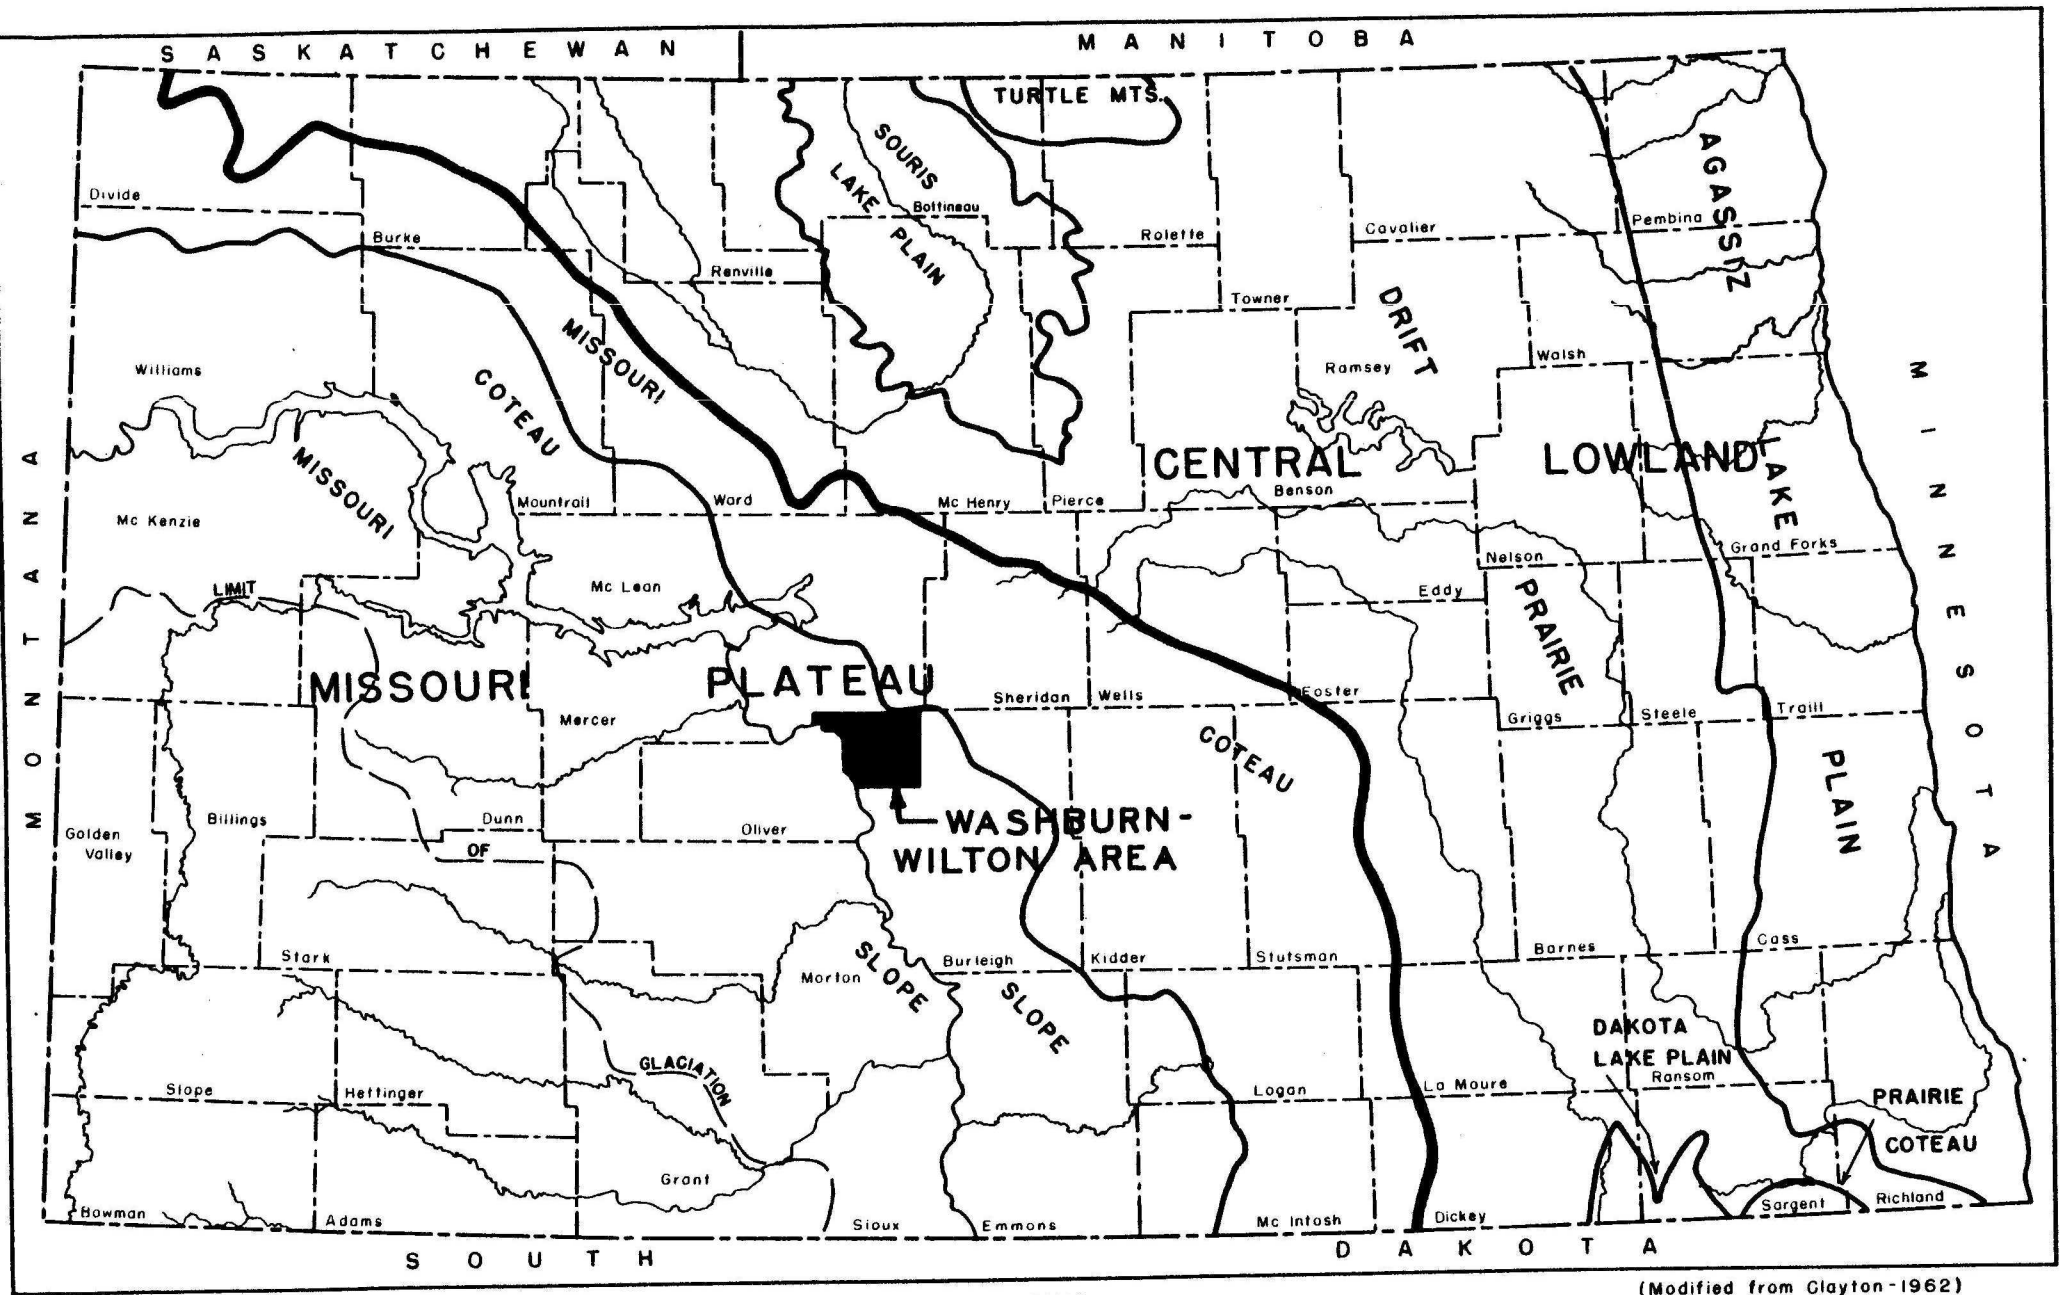 SASKATCHEWAN
MANITOBA
TURTLE MTS.
SOURIS
LAKE
PLAIN
AGASSIZ
Divide
Burke
Bottineau
Renville
Rolette
Cavalier
Pembina
Towner
DRIFT
Walsh
Williams
Ramsey
MISSOURI
COTEAU
MISSOURI
MONTANA
MINNESOTA
CENTRAL
LOWLAND
LAKE
Mc Kenzie
Mountrail
Ward
Mc Henry
Pierce
Benson
Nelson
Grand Forks
LIMIT
Mc Lean
Eddy
PRAIRIE
MISSOURI
PLATEAU
Mercer
Sheridan
Wells
Foster
Griggs
Steele
Traill
COTEAU
PLAIN
Golden
Valley
Billings
Dunn
OF
Oliver
WASHBURN-
WILTON AREA
Stark
Morton
SLOPE
Burleigh
SLOPE
Kidder
Stutsman
Barnes
Cass
DAKOTA
LAKE PLAIN
Ransom
PRAIRIE
COTEAU
Slope
Hettinger
GLACIATION
Logan
La Moure
Grant
Bowman
Adams
Sioux
Emmons
Mc Intosh
Dickey
Sargent
Richland
SOUTH
DAKOTA
(Modified from Clayton-1962)